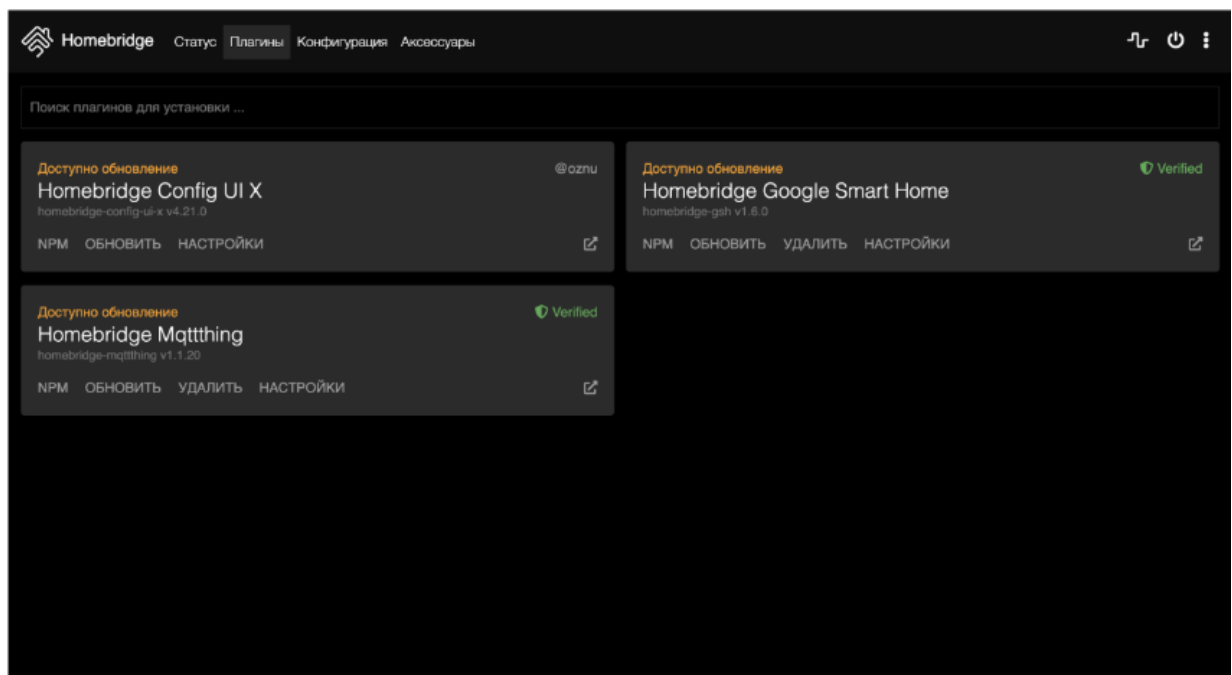 Homebridge Статус Плагины Конфигурация Аксессуары
Поиск плагинов для установки ...
Доступно обновление @oznu
Homebridge Config UI X
homebridge-config-ui-x v4.21.0
NPM ОБНОВИТЬ НАСТРОЙКИ
Доступно обновление Verified
Homebridge Google Smart Home
homebridge-gsh v1.6.0
NPM ОБНОВИТЬ УДАЛИТЬ НАСТРОЙКИ
Доступно обновление Verified
Homebridge Mqttthing
homebridge-mqttthing v1.1.20
NPM ОБНОВИТЬ УДАЛИТЬ НАСТРОЙКИ